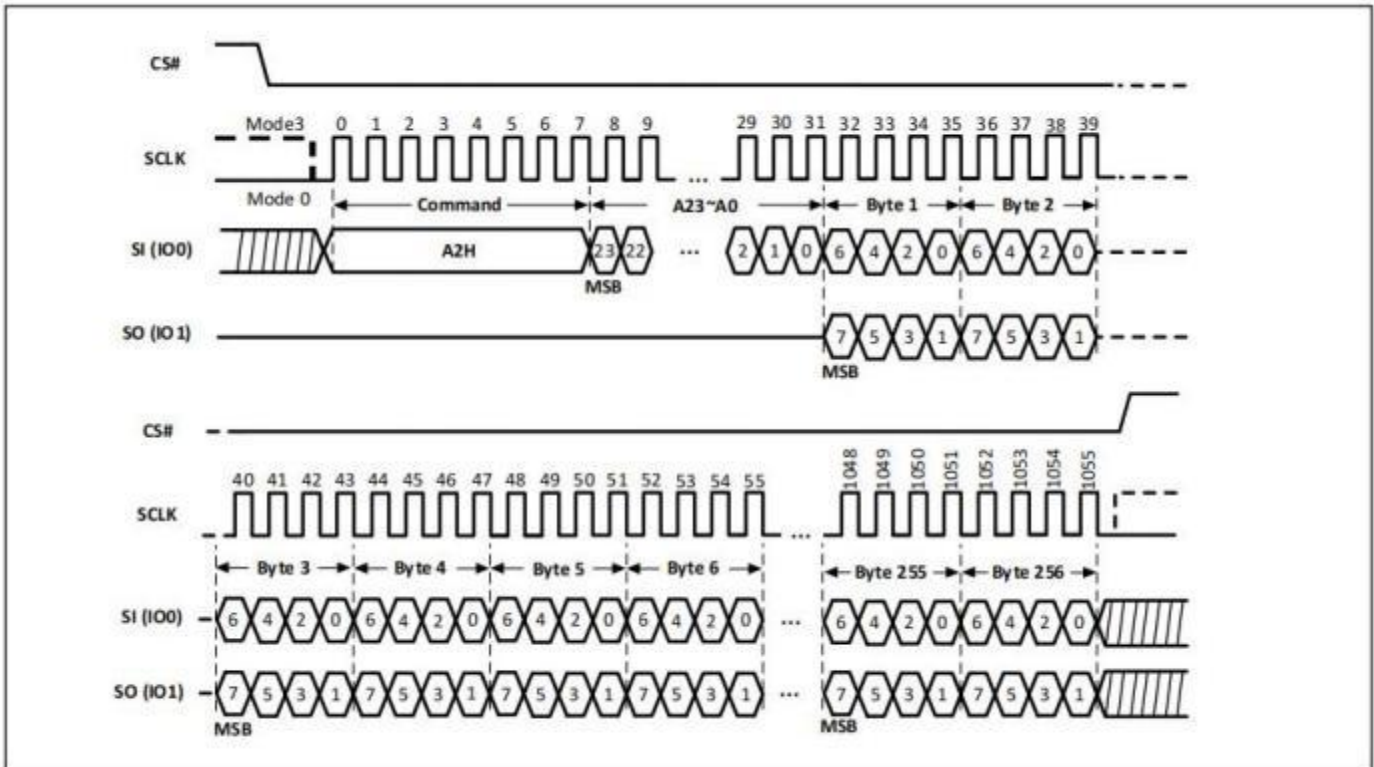 CS#
Mode3 0 1 2 3 4 5 6 7 8 9 29 30 31 32 33 34 35 36 37 38 39
SCLK ...
Mode 0 Command A23~A0 Byte 1 Byte 2
SI (IO0) A2H 23 22 ... 2 1 0 6 4 2 0 6 4 2 0
MSB
SO (IO1) 7 5 3 1 7 5 3 1
MSB
CS#
40 41 42 43 44 45 46 47 48 49 50 51 52 53 54 55 1048 1049 1050 1051 1052 1053 1054 1055
SCLK ...
Byte 3 Byte 4 Byte 5 Byte 6 Byte 255 Byte 256
SI (IO0) 6 4 2 0 6 4 2 0 6 4 2 0 6 4 2 0 ... 6 4 2 0 6 4 2 0
SO (IO1) 7 5 3 1 7 5 3 1 7 5 3 1 7 5 3 1 ... 7 5 3 1 7 5 3 1
MSB MSB